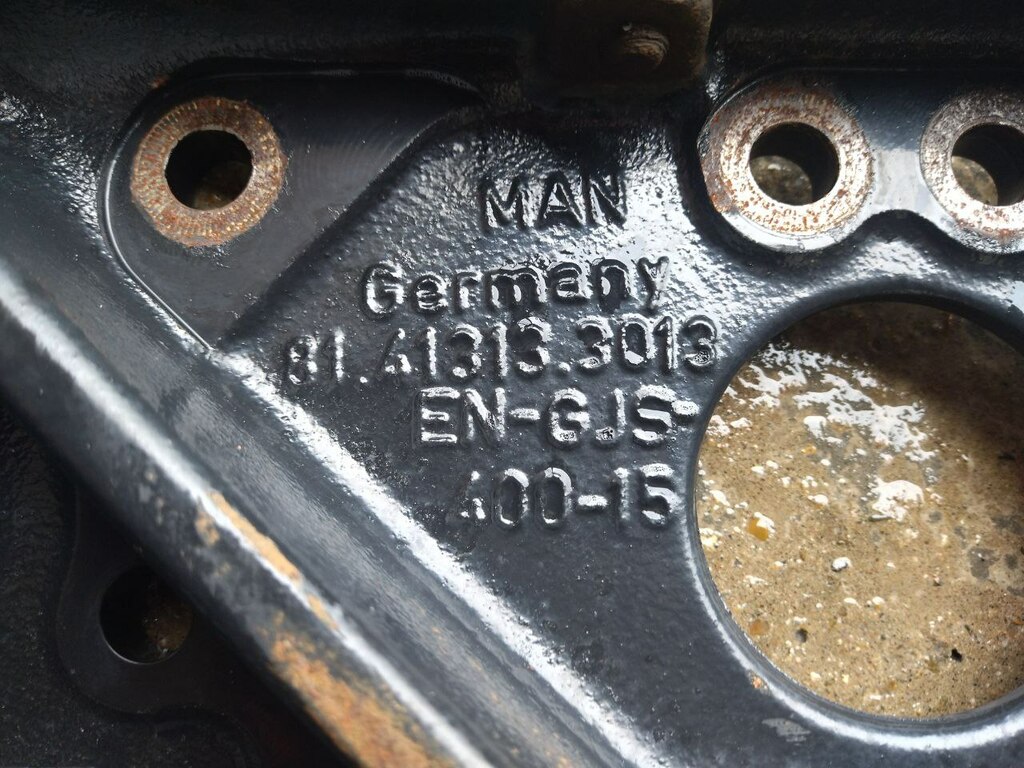 MAN
Germany
81.41313.3013
EN-GJS-
400-15